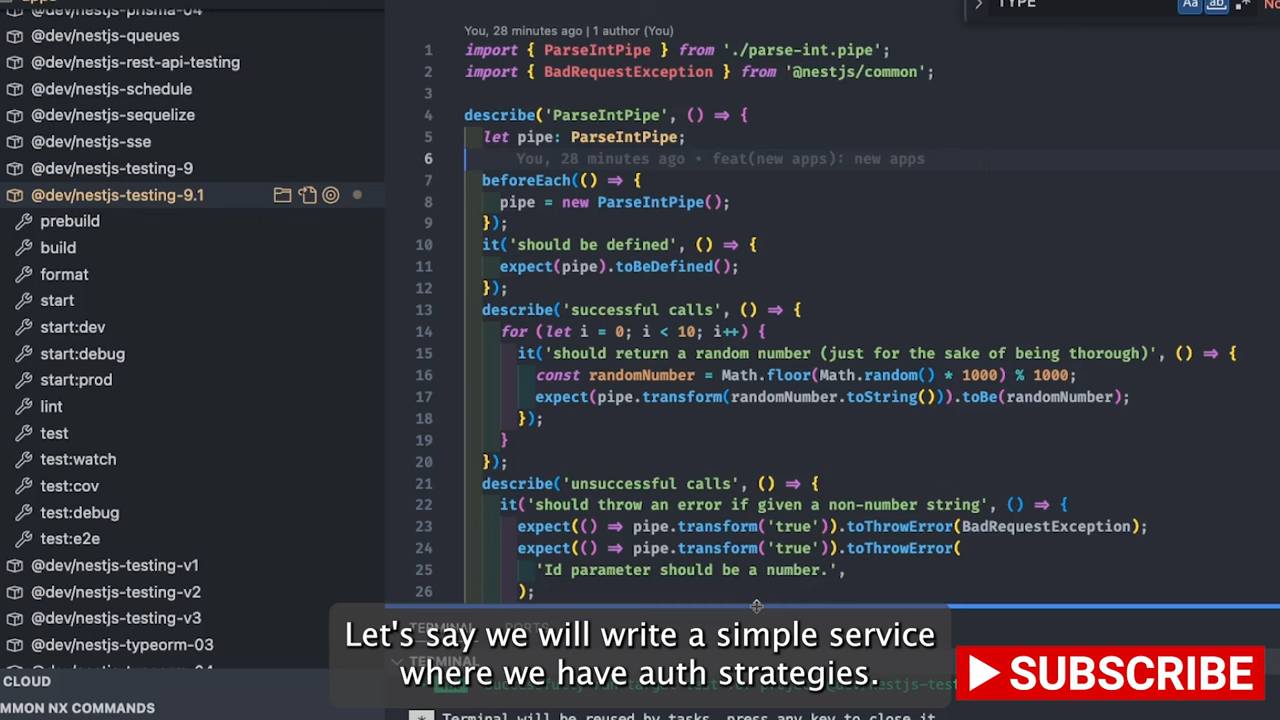 apps
@dev/nestjs-prisma-04
@dev/nestjs-queues
@dev/nestjs-rest-api-testing
@dev/nestjs-schedule
@dev/nestjs-sequelize
@dev/nestjs-sse
@dev/nestjs-testing-9
@dev/nestjs-testing-9.1
prebuild
build
format
start
start:dev
start:debug
start:prod
lint
test
test:watch
test:cov
test:debug
test:e2e
@dev/nestjs-testing-v1
@dev/nestjs-testing-v2
@dev/nestjs-testing-v3
@dev/nestjs-typeorm-03
CLOUD
MMON NX COMMANDS
TYPE
Aa
ab
You, 28 minutes ago | 1 author (You)
1 import { ParseIntPipe } from './parse-int.pipe';
2 import { BadRequestException } from '@nestjs/common';
3
4 describe('ParseIntPipe', () => {
5 let pipe: ParseIntPipe;
6 You, 28 minutes ago • feat(new apps): new apps
7 beforeEach(() => {
8 pipe = new ParseIntPipe();
9 });
10 it('should be defined', () => {
11 expect(pipe).toBeDefined();
12 });
13 describe('successful calls', () => {
14 for (let i = 0; i < 10; i++) {
15 it('should return a random number (just for the sake of being thorough)', () => {
16 const randomNumber = Math.floor(Math.random() * 1000) % 1000;
17 expect(pipe.transform(randomNumber.toString())).toBe(randomNumber);
18 });
19 }
20 });
21 describe('unsuccessful calls', () => {
22 it('should throw an error if given a non-number string', () => {
23 expect(() => pipe.transform('true')).toThrowError(BadRequestException);
24 expect(() => pipe.transform('true')).toThrowError(
25 'Id parameter should be a number.',
26 );
TERMINAL PORTS
TERMINAL
Let's say we will write a simple service
where we have auth strategies.
SUBSCRIBE
* Terminal will be reused by tasks, press any key to close it.